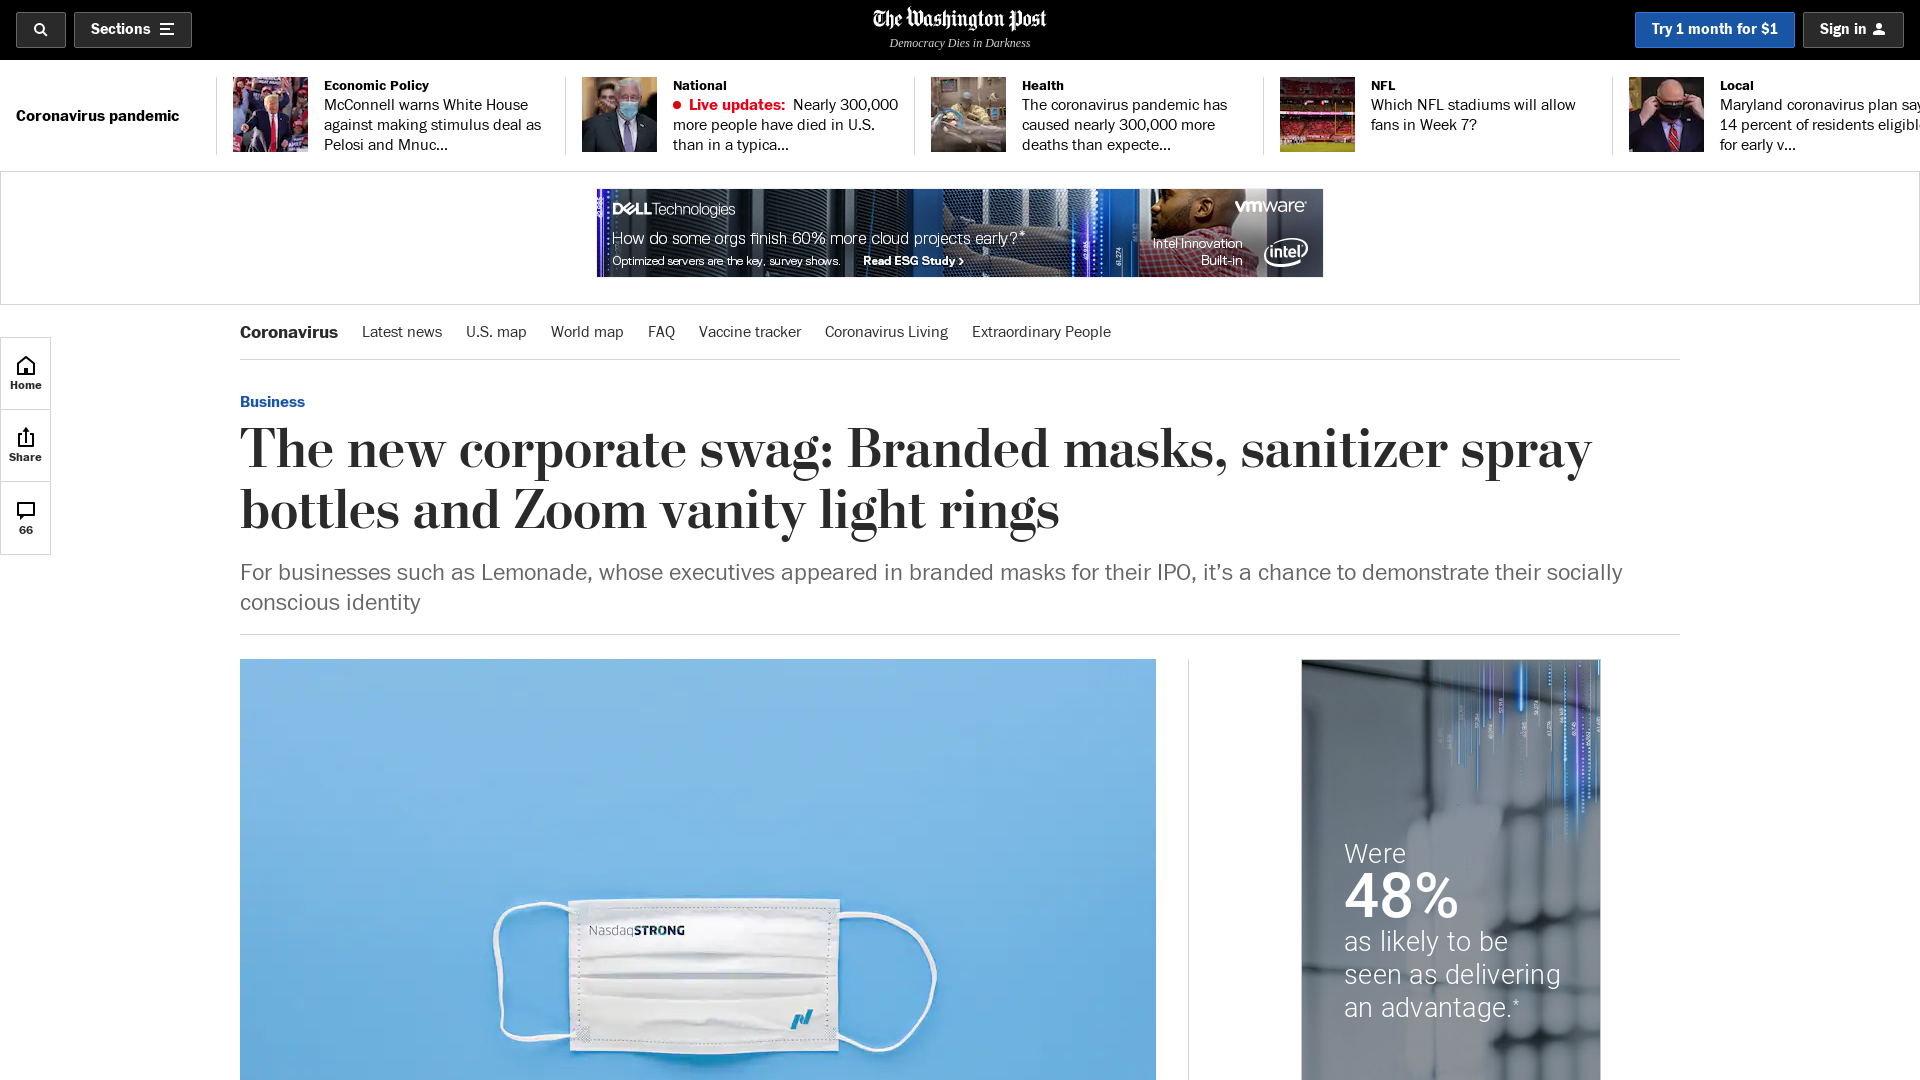 Sections
The Washington Post
Democracy Dies in Darkness
Try 1 month for $1
Sign in
Coronavirus pandemic
Economic Policy
McConnell warns White House
against making stimulus deal as
Pelosi and Mnuc...
National
Live updates: Nearly 300,000
more people have died in U.S.
than in a typica...
Health
The coronavirus pandemic has
caused nearly 300,000 more
deaths than expecte...
NFL
Which NFL stadiums will allow
fans in Week 7?
Local
Maryland coronavirus plan say
14 percent of residents eligibl
for early v...
DELLTechnologies
How do some orgs finish 60% more cloud projects early?*
Optimized servers are the key, survey shows. Read ESG Study >
vmware
Intel Innovation
Built-in
intel
Coronavirus Latest news U.S. map World map FAQ Vaccine tracker Coronavirus Living Extraordinary People
Home
Share
66
Business
The new corporate swag: Branded masks, sanitizer spray
bottles and Zoom vanity light rings
For businesses such as Lemonade, whose executives appeared in branded masks for their IPO, it’s a chance to demonstrate their socially
conscious identity
NasdaqSTRONG
Were
48%
as likely to be
seen as delivering
an advantage.*